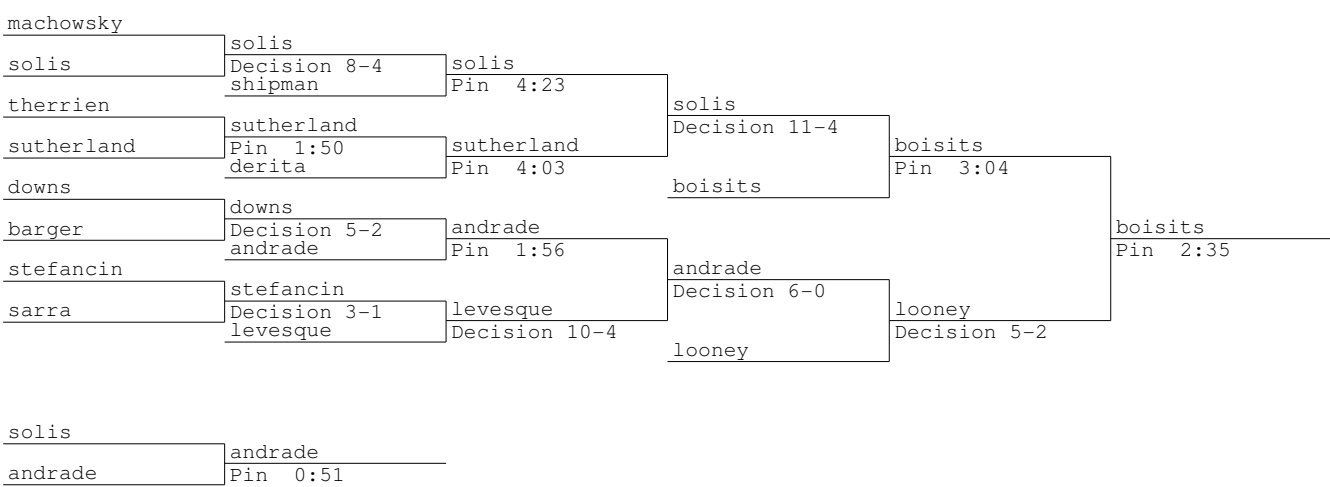 machowsky
solis
solis
Decision 8-4
shipman
solis
Pin 4:23
therrien
sutherland
sutherland
Pin 1:50
derita
sutherland
Pin 4:03
solis
Decision 11-4
boisits
boisits
Pin 3:04
downs
barger
downs
Decision 5-2
andrade
andrade
Pin 1:56
stefancin
sarra
stefancin
Decision 3-1
levesque
levesque
Decision 10-4
andrade
Decision 6-0
looney
looney
Decision 5-2
boisits
Pin 2:35
solis
andrade
andrade
Pin 0:51